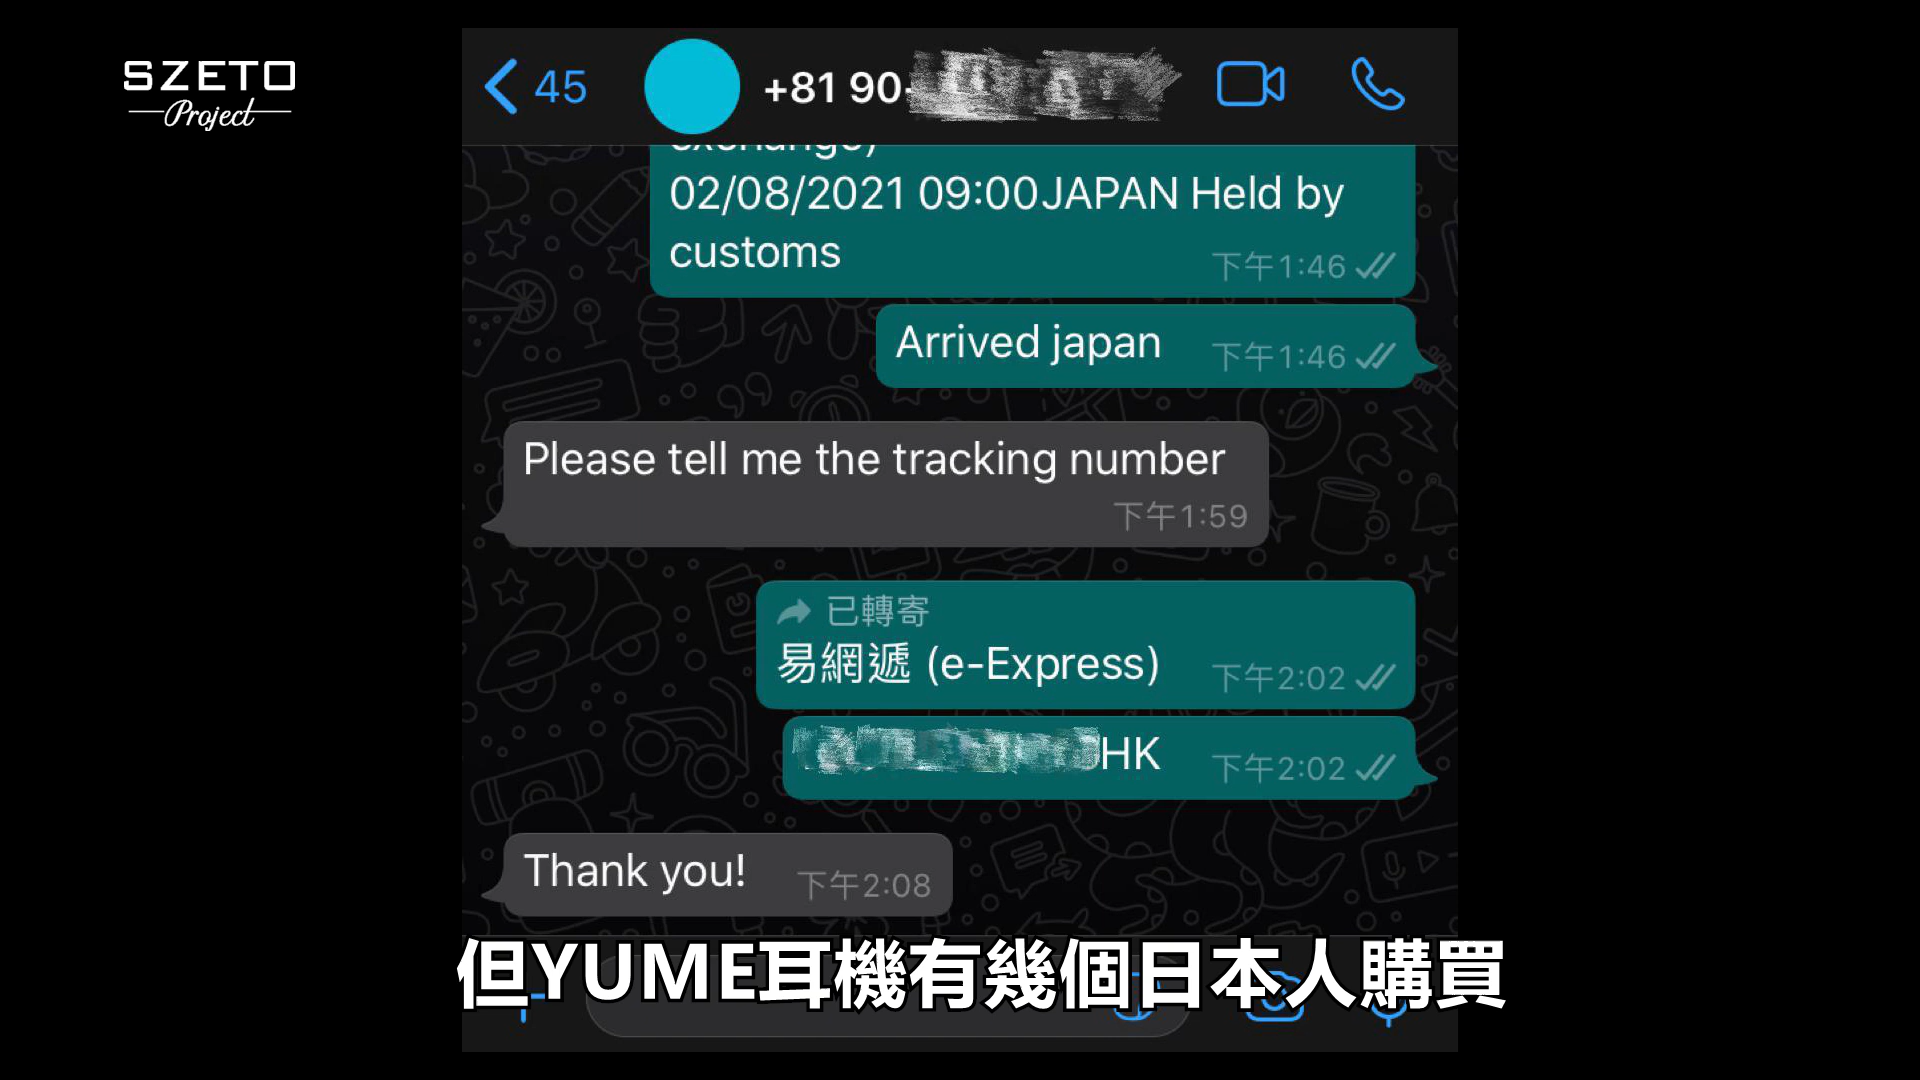 SZETO
Project
45
+81 90-
02/08/2021 09:00JAPAN Held by
customs
下午1:46
Arrived japan
下午1:46
Please tell me the tracking number
下午1:59
已轉寄
易網遞 (e-Express)
下午2:02
HK
下午2:02
Thank you!
下午2:08
但YUME耳機有幾個日本人購買